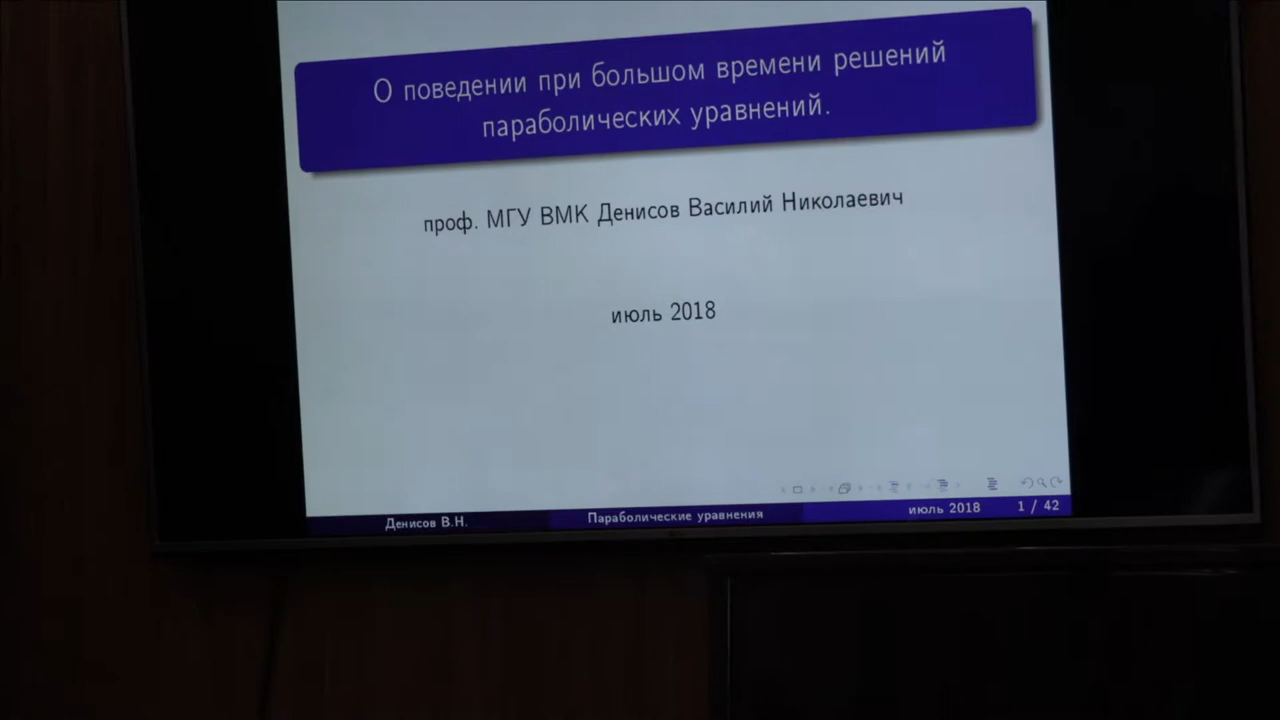 О поведении при большом времени решений
параболических уравнений.
проф. МГУ ВМК Денисов Василий Николаевич
июль 2018
Денисов В.Н.
Параболические уравнения
июль 2018
1 / 42